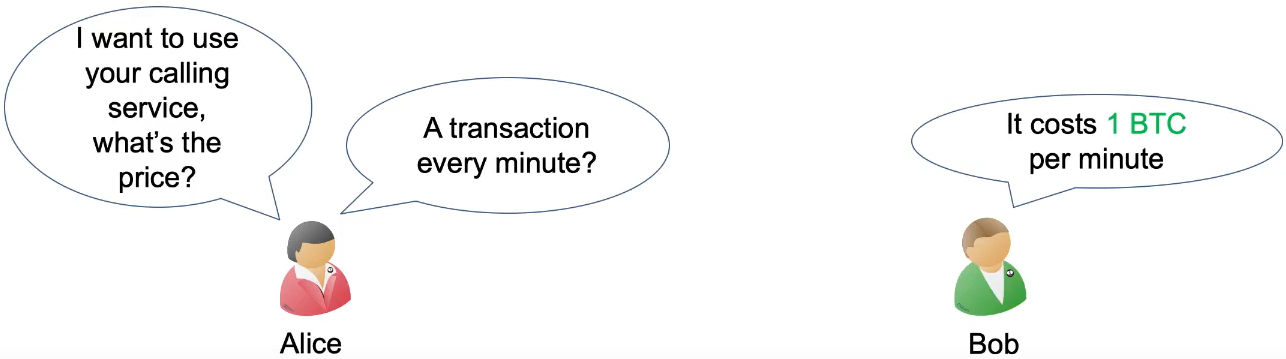 I want to use
your calling
service,
what's the
price?
A transaction
every minute?
It costs 1 BTC
per minute
Alice
Bob